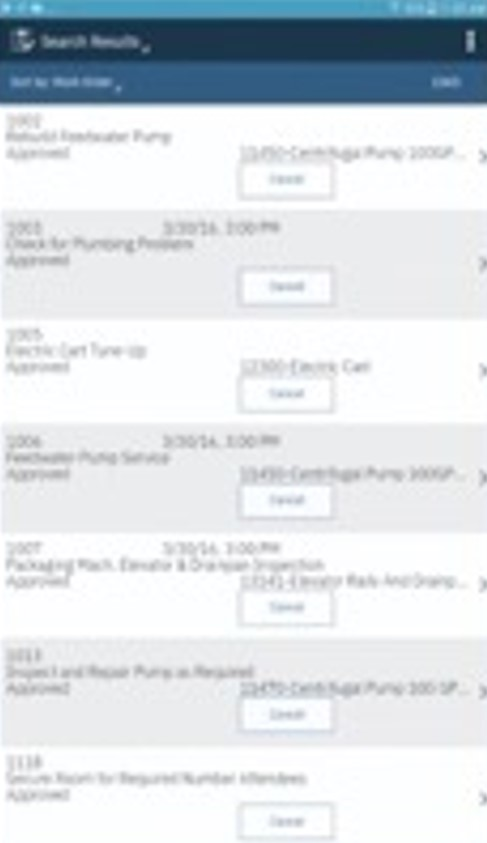 Search Results
Sort by: Work Order
1002
Rebuild Feedwater Pump
Approved
11450-Centrifugal Pump 100GP...
Cancel
1003 3/30/16, 3:00 PM
Check for Plumbing Problem
Approved
Cancel
1005
Electric Cart Tune-Up
Approved
12300-Electric Cart
Cancel
1006 3/30/16, 3:00 PM
Feedwater Pump Service
Approved
11430-Centrifugal Pump 100GP...
Cancel
1007 3/30/16, 3:00 PM
Packaging Mach. Elevator & Drainpan Inspection
Approved
13141-Elevator Rails And Drainp...
Cancel
1013
Inspect and Repair Pump as Required
Approved
11470-Centrifugal Pump 100 GP...
Cancel
1118
Secure Room for Required Number Attendees
Approved
Cancel